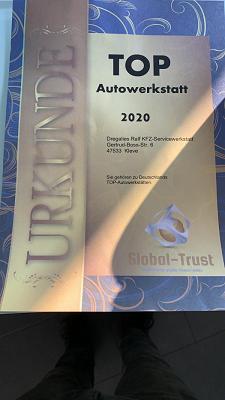 URKUNDE
TOP
Autowerkstatt
2020
Dregalies Ralf KFZ-Servicewerkstatt
Gertrud-Boss-Str. 6
47533 Kleve
Sie gehören zu Deutschlands
TOP-Autowerkstätten.
Global-Trust